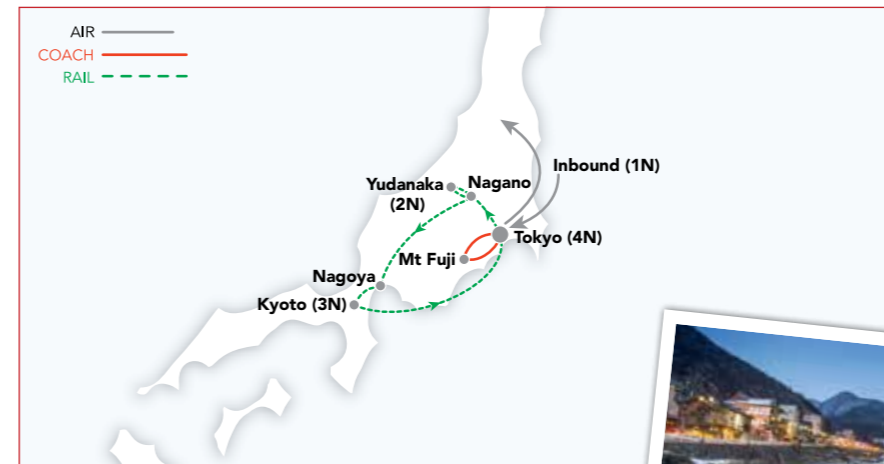 AIR
COACH
RAIL
Inbound (1N)
Yudanaka
(2N)
Nagano
Tokyo (4N)
Mt Fuji
Nagoya
Kyoto (3N)